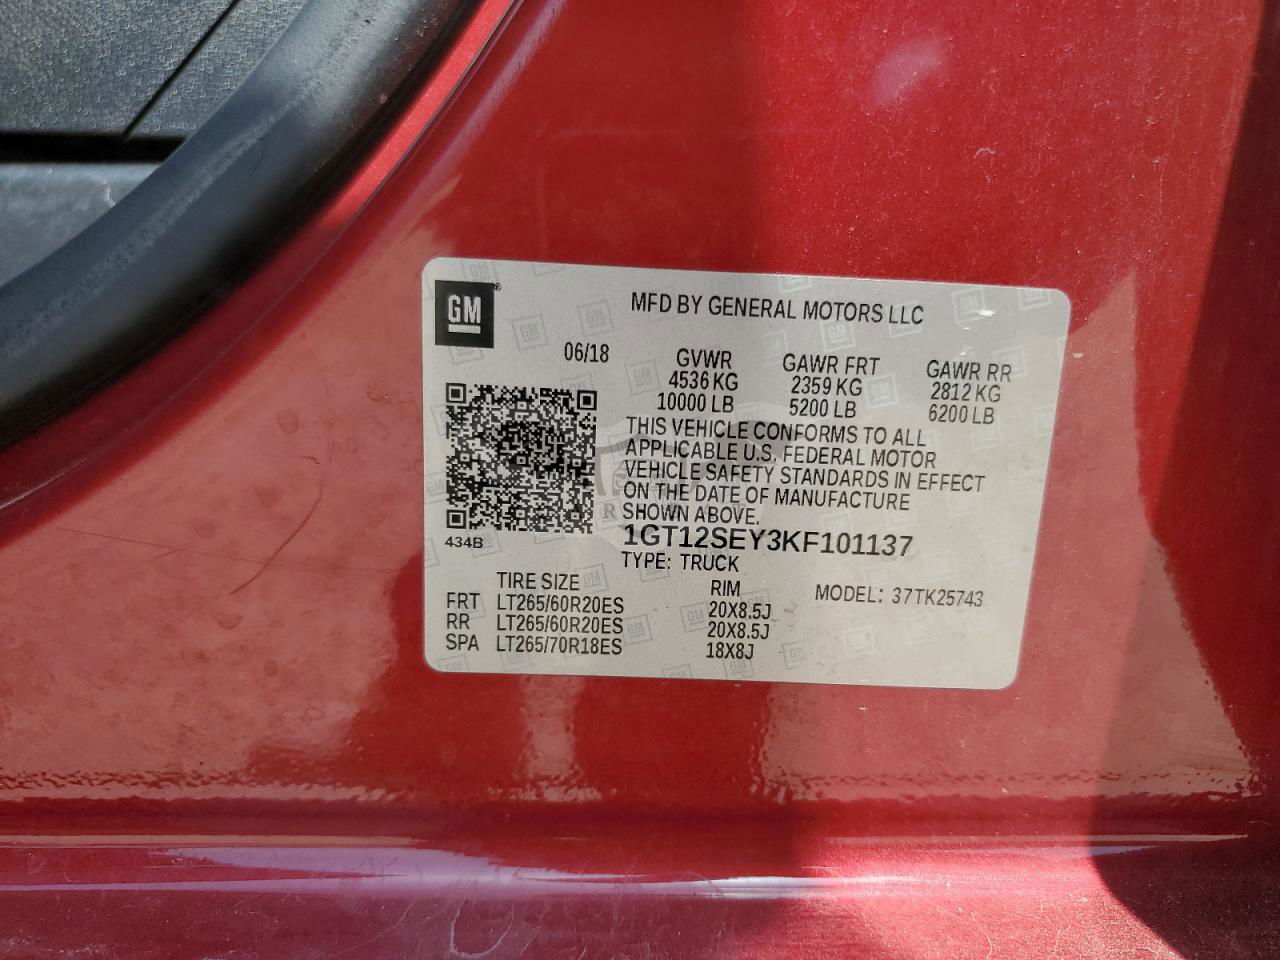 GM
MFD BY GENERAL MOTORS LLC
06/18
GVWR GAWR FRT GAWR RR
4536 KG 2359 KG 2812 KG
10000 LB 5200 LB 6200 LB
THIS VEHICLE CONFORMS TO ALL
APPLICABLE U.S. FEDERAL MOTOR
VEHICLE SAFETY STANDARDS IN EFFECT
ON THE DATE OF MANUFACTURE
SHOWN ABOVE.
434B
1GT12SEY3KF101137
TYPE: TRUCK
TIRE SIZE RIM MODEL: 37TK25743
FRT LT265/60R20ES 20X8.5J
RR LT265/60R20ES 20X8.5J
SPA LT265/70R18ES 18X8J